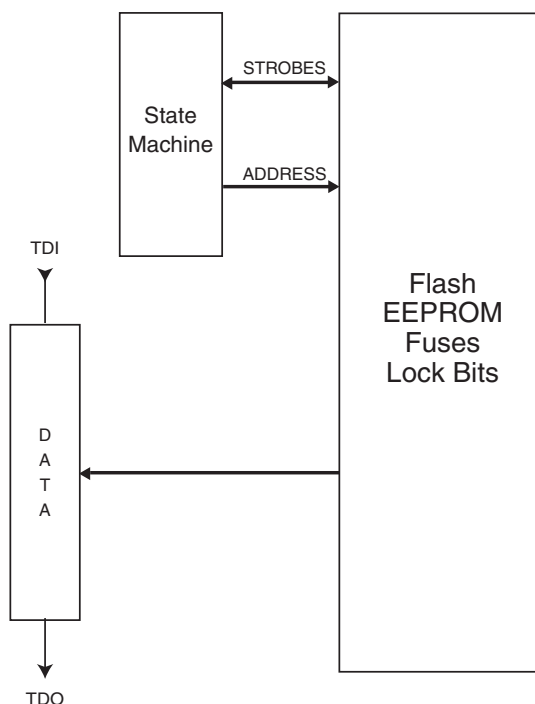 STROBES
State
Machine
ADDRESS
TDI
Flash
EEPROM
Fuses
Lock Bits
D
A
T
A
TDO